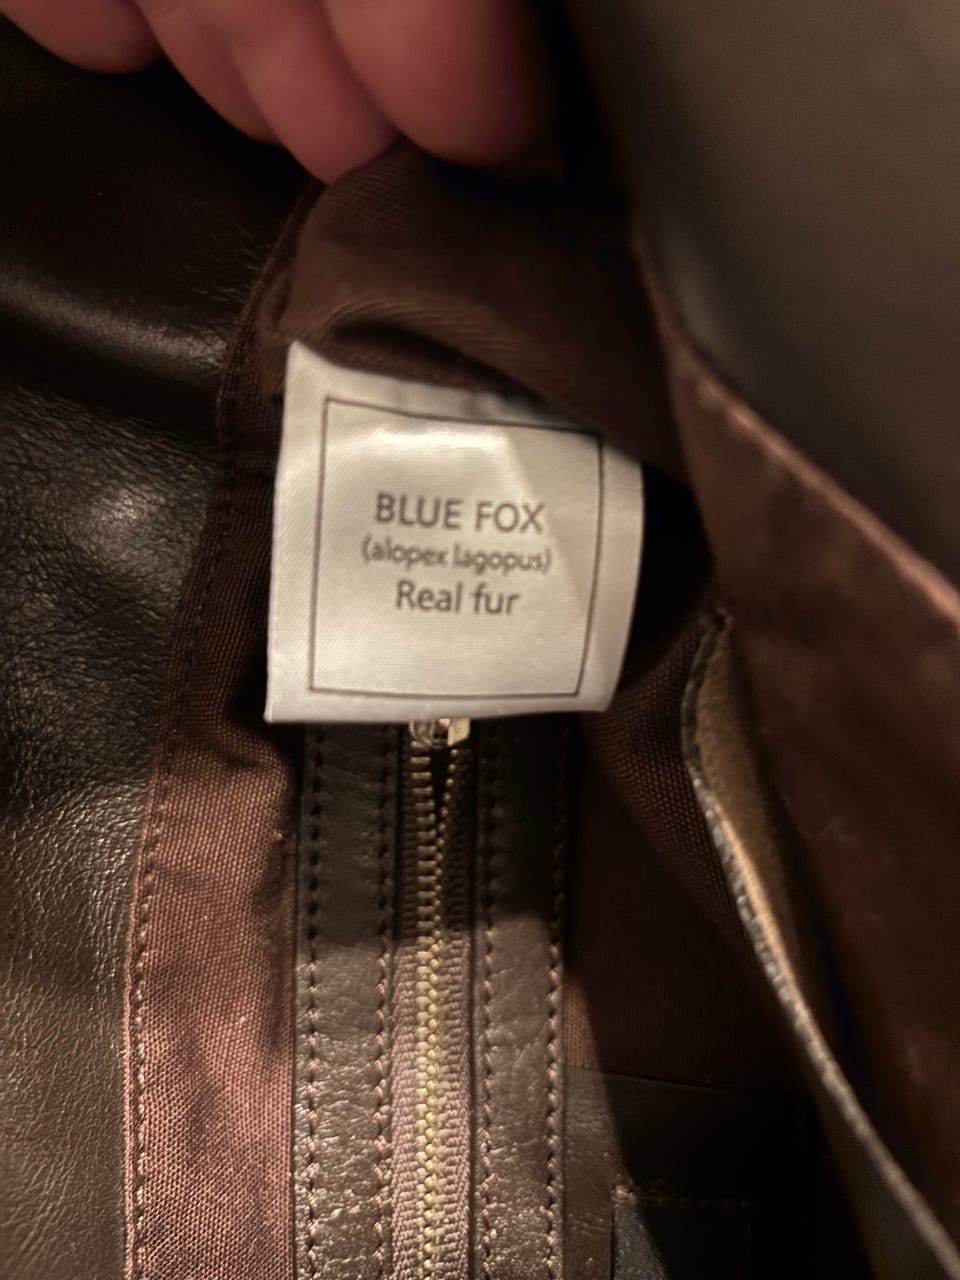 BLUE FOX
(alopex lagopus)
Real fur